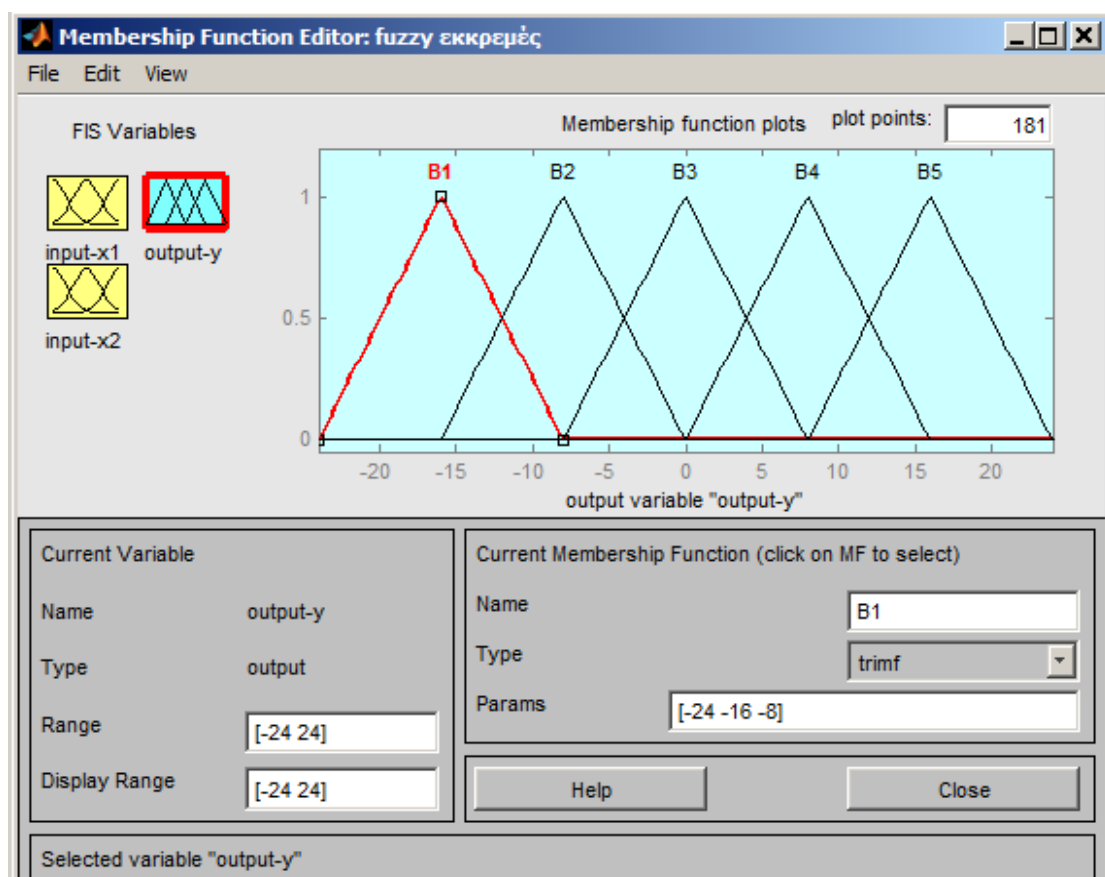 Membership Function Editor: fuzzy εκκρεμές
File Edit View
FIS Variables
Membership function plots plot points: 181
input-x1 output-y
input-x2
B1 B2 B3 B4 B5
1
0.5
0
-20 -15 -10 -5 0 5 10 15 20
output variable "output-y"
Current Variable
Name output-y
Type output
Range [-24 24]
Display Range [-24 24]
Current Membership Function (click on MF to select)
Name B1
Type trimf
Params [-24 -16 -8]
Help Close
Selected variable "output-y"